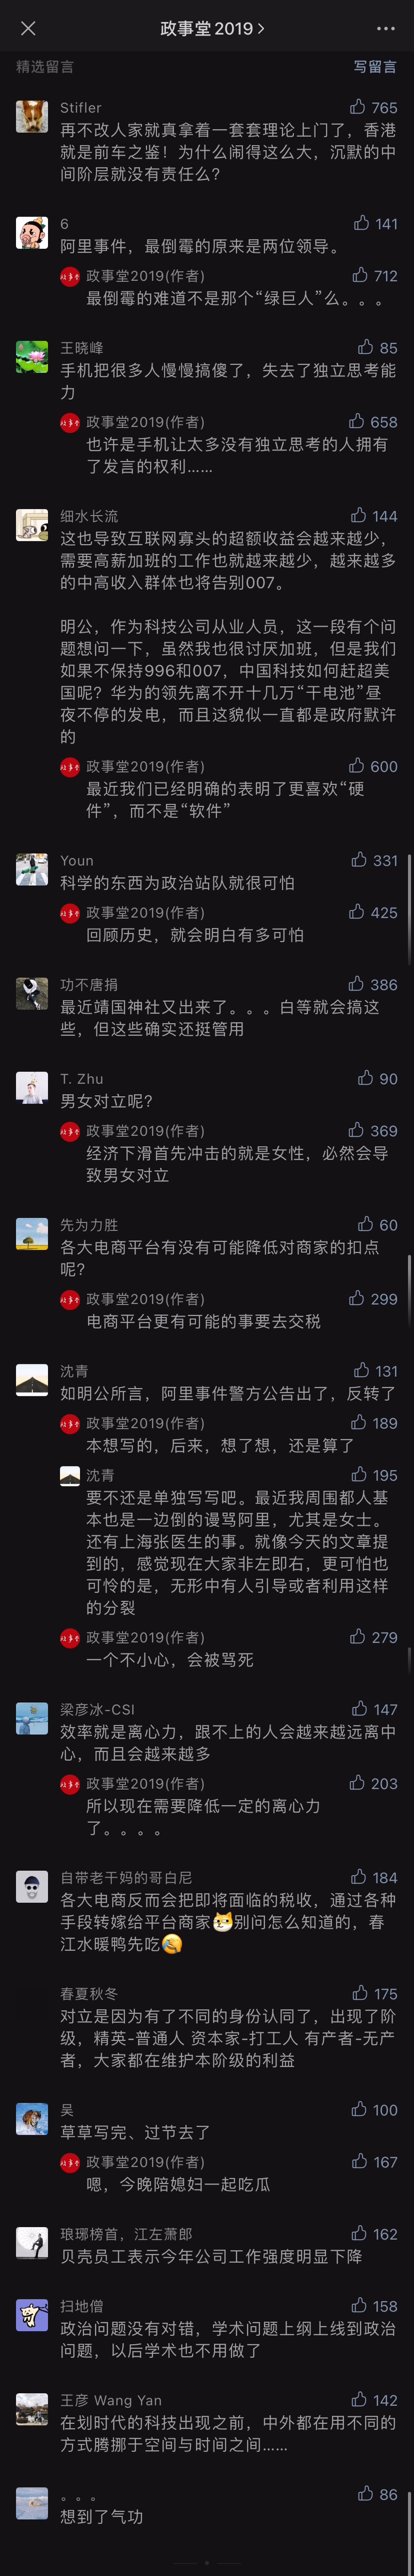 政事堂2019
精选留言
写留言
Stifler
765
再不改人家就真拿着一套套理论上门了，香港
就是前车之鉴！为什么闹得这么大，沉默的中
间阶层就没有责任么？
6
141
阿里事件，最倒霉的原来是两位领导。
政事堂2019(作者)
712
最倒霉的难道不是那个“绿巨人”么。。。
王晓峰
85
手机把很多人慢慢搞傻了，失去了独立思考能
力
政事堂2019(作者)
658
也许是手机让太多没有独立思考的人拥有
了发言的权利……
细水长流
144
这也导致互联网寡头的超额收益会越来越少，
需要高薪加班的工作也就越来越少，越来越多
的中高收入群体也将告别007。
明公，作为科技公司从业人员，这一段有个问
题想问一下，虽然我也很讨厌加班，但是我们
如果不保持996和007，中国科技如何赶超美
国呢？华为的领先离不开十几万“干电池”昼
夜不停的发电，而且这貌似一直都是政府默许
的
政事堂2019(作者)
600
最近我们已经明确的表明了更喜欢“硬
件”，而不是“软件”
Youn
331
科学的东西为政治站队就很可怕
政事堂2019(作者)
425
回顾历史，就会明白有多可怕
功不唐捐
386
最近靖国神社又出来了。。。白等就会搞这
些，但这些确实还挺管用
T. Zhu
90
男女对立呢？
政事堂2019(作者)
369
经济下滑首先冲击的就是女性，必然会导
致男女对立
先为力胜
60
各大电商平台有没有可能降低对商家的扣点
呢？
政事堂2019(作者)
299
电商平台更有可能的事要去交税
沈青
131
如明公所言，阿里事件警方公告出了，反转了
政事堂2019(作者)
189
本想写的，后来，想了想，还是算了
沈青
195
要不还是单独写写吧。最近我周围都人基
本也是一边倒的谩骂阿里，尤其是女士。
还有上海张医生的事。就像今天的文章提
到的，感觉现在大家非左即右，更可怕也
可怜的是，无形中有人引导或者利用这样
的分裂
政事堂2019(作者)
279
一个不小心，会被骂死
梁彦冰-CSI
147
效率就是离心力，跟不上的人会越来越远离中
心，而且会越来越多
政事堂2019(作者)
203
所以现在需要降低一定的离心力
了。。。。
自带老干妈的哥白尼
184
各大电商反而会把即将面临的税收，通过各种
手段转嫁给平台商家🐶别问怎么知道的，春
江水暖鸭先吃🤣
春夏秋冬
175
对立是因为有了不同的身份认同了，出现了阶
级，精英-普通人 资本家-打工人 有产者-无产
者，大家都在维护本阶级的利益
吴
100
草草写完、过节去了
政事堂2019(作者)
167
嗯，今晚陪媳妇一起吃瓜
琅琊榜首，江左萧郎
162
贝壳员工表示今年公司工作强度明显下降
扫地僧
158
政治问题没有对错，学术问题上纲上线到政治
问题，以后学术也不用做了
王彦 Wang Yan
142
在划时代的科技出现之前，中外都在用不同的
方式腾挪于空间与时间之间……
。。。
86
想到了气功